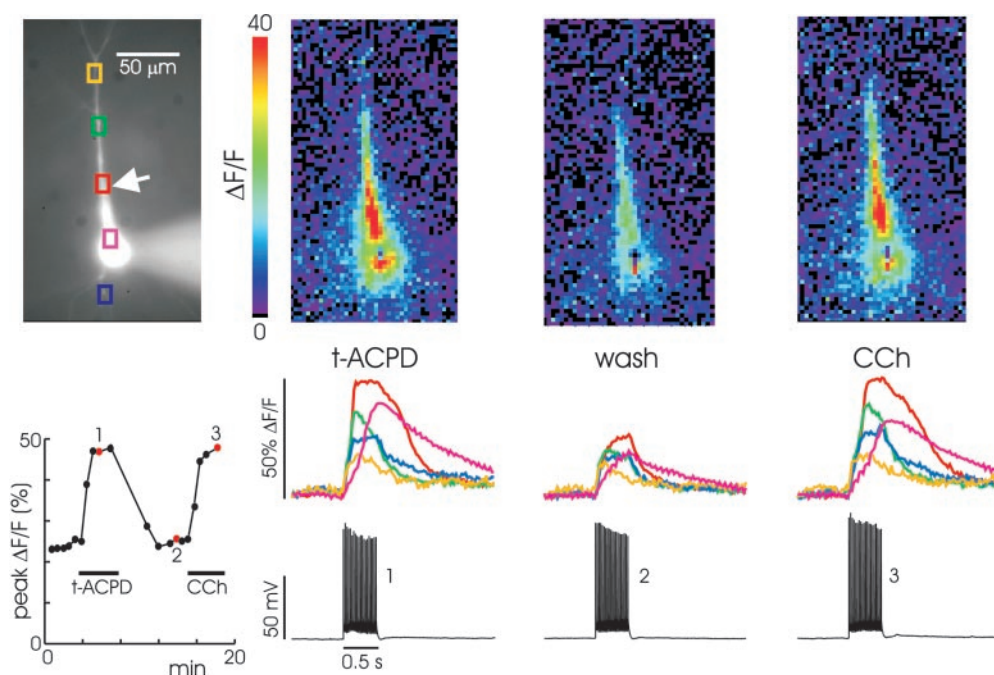 50 μm
40
ΔF/F
0
t-ACPD
wash
CCh
50% ΔF/F
50
peak ΔF/F (%)
0
1
2
3
t-ACPD
CCh
0
min
20
50 mV
1
2
3
0.5 s